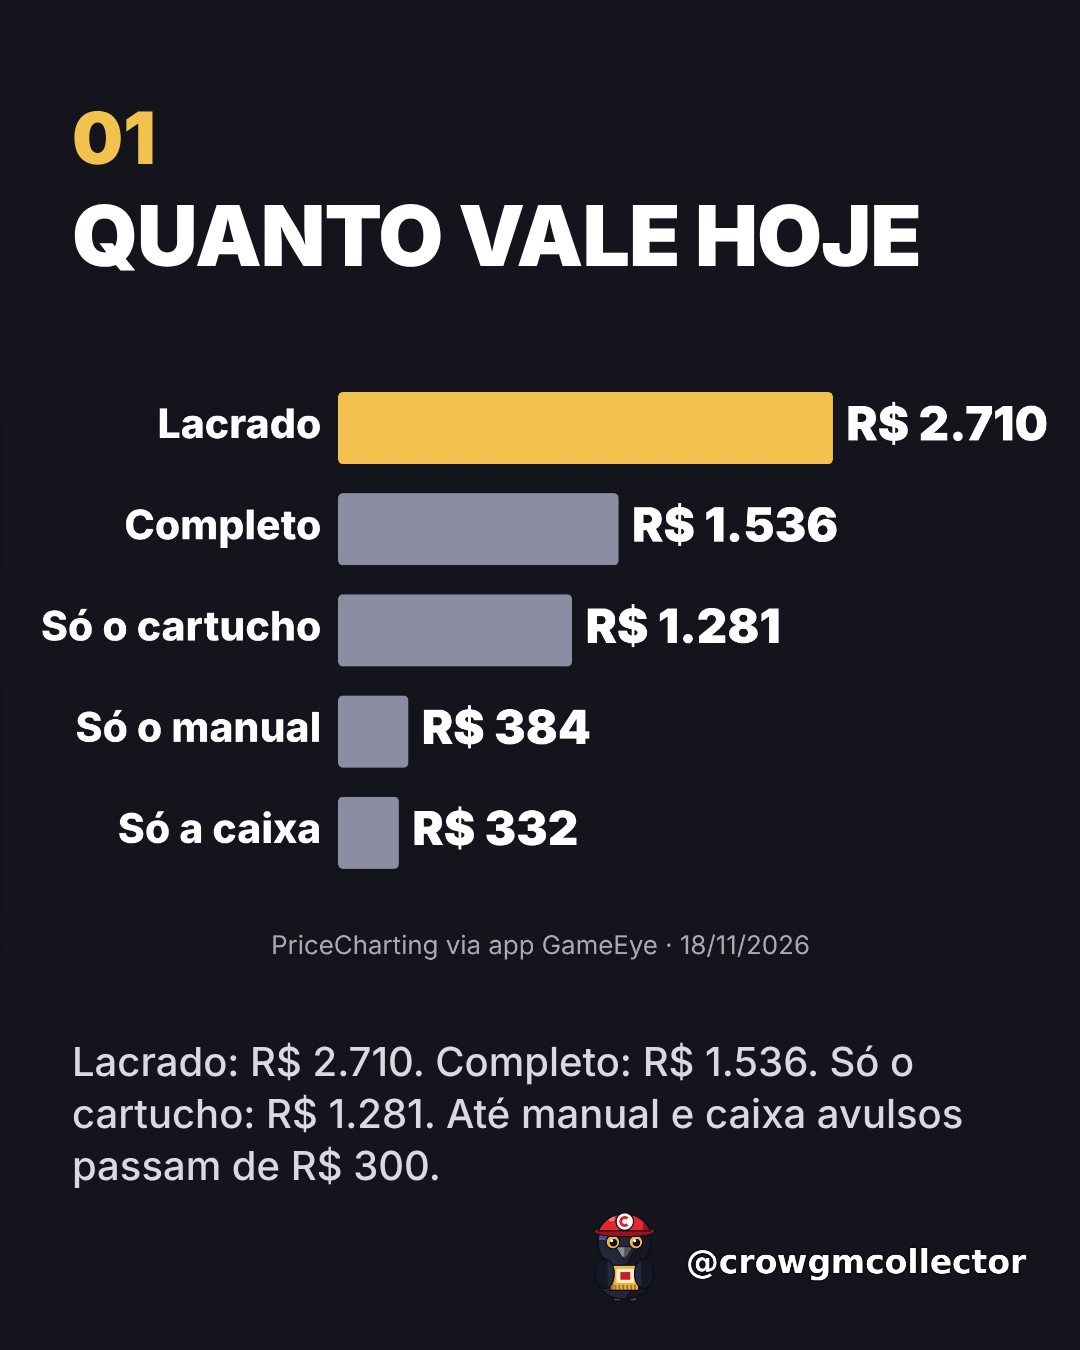 01
QUANTO VALE HOJE
Lacrado R$ 2.710
Completo R$ 1.536
Só o cartucho R$ 1.281
Só o manual R$ 384
Só a caixa R$ 332
PriceCharting via app GameEye · 18/11/2026
Lacrado: R$ 2.710. Completo: R$ 1.536. Só o
cartucho: R$ 1.281. Até manual e caixa avulsos
passam de R$ 300.
C
@crowgmcollector